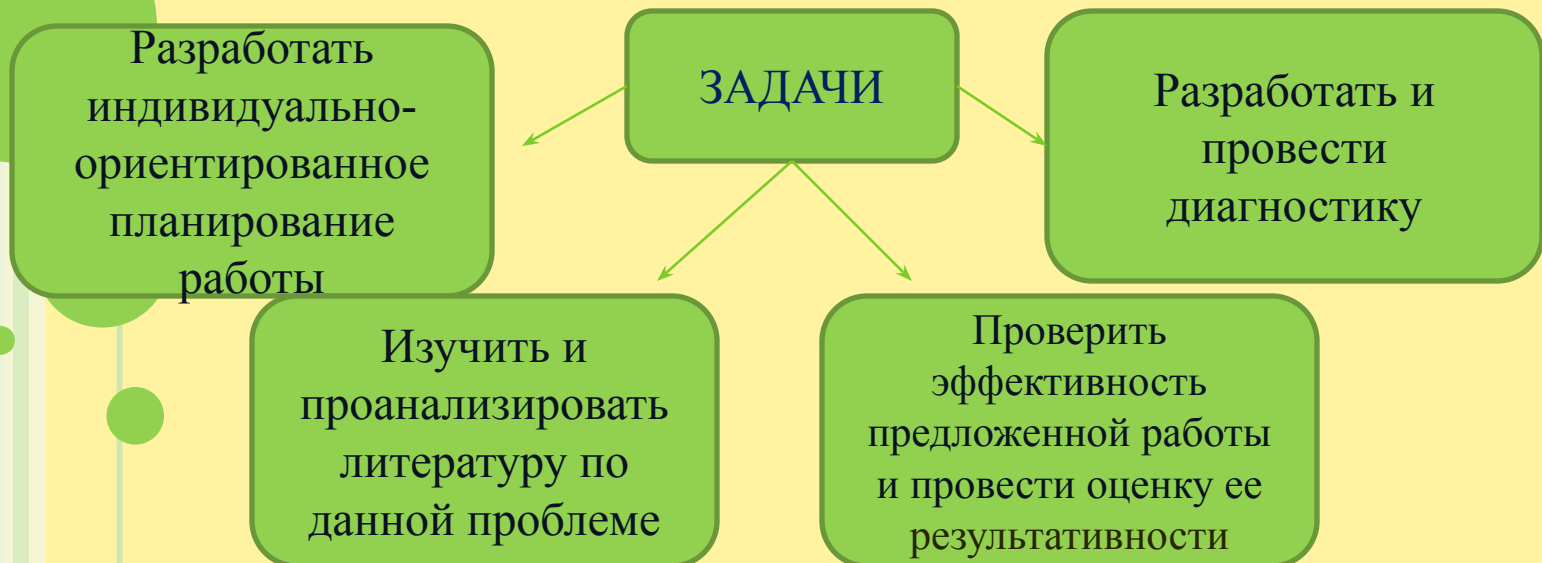 ЗАДАЧИ
Разработать
индивидуально-
ориентированное
планирование
работы
Разработать и
провести
диагностику
Изучить и
проанализировать
литературу по
данной проблеме
Проверить
эффективность
предложенной работы
и провести оценку ее
результативности